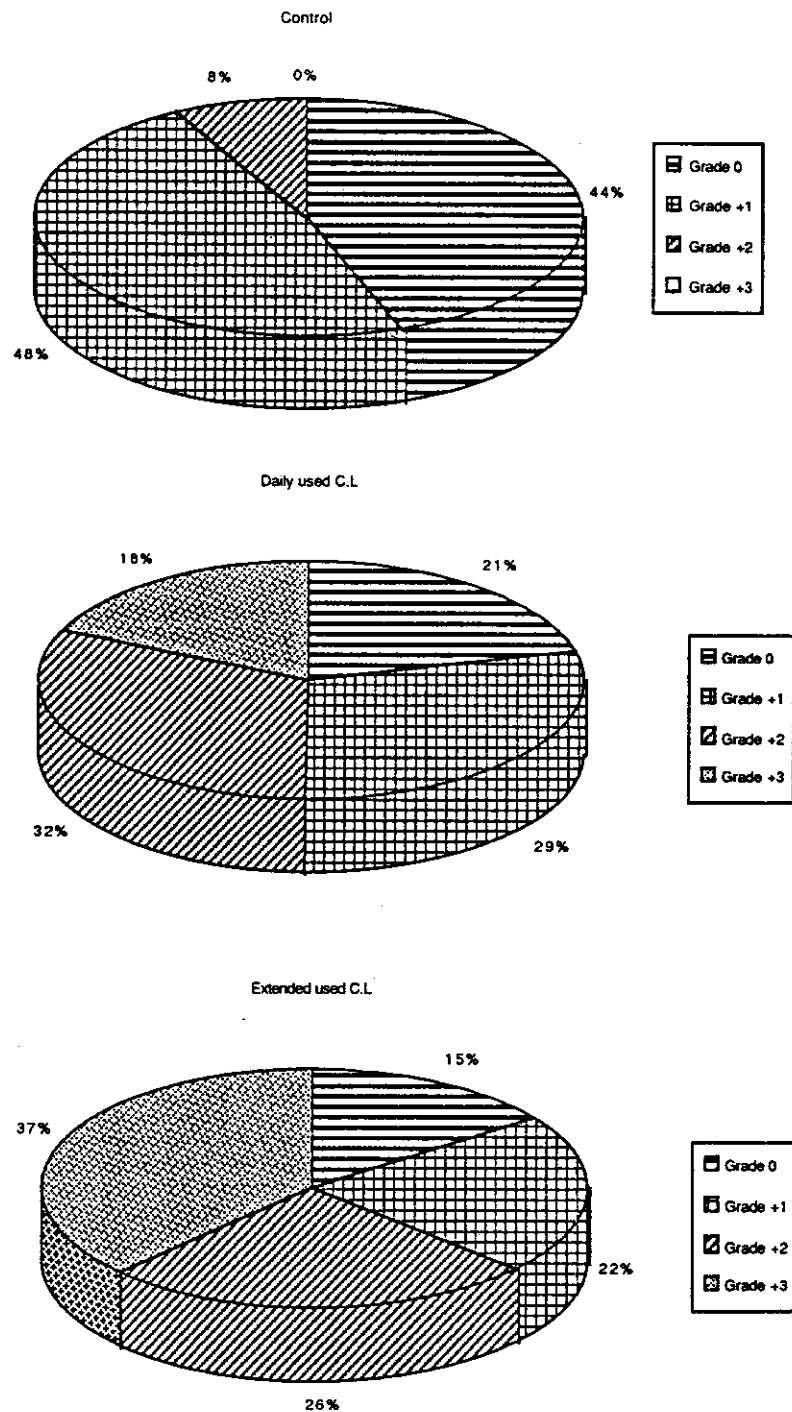 Control
8% 0%
44%
48%
Grade 0
Grade +1
Grade +2
Grade +3
Daily used C.L
18%
21%
32%
29%
Grade 0
Grade +1
Grade +2
Grade +3
Extended used C.L
15%
37%
22%
26%
Grade 0
Grade +1
Grade +2
Grade +3